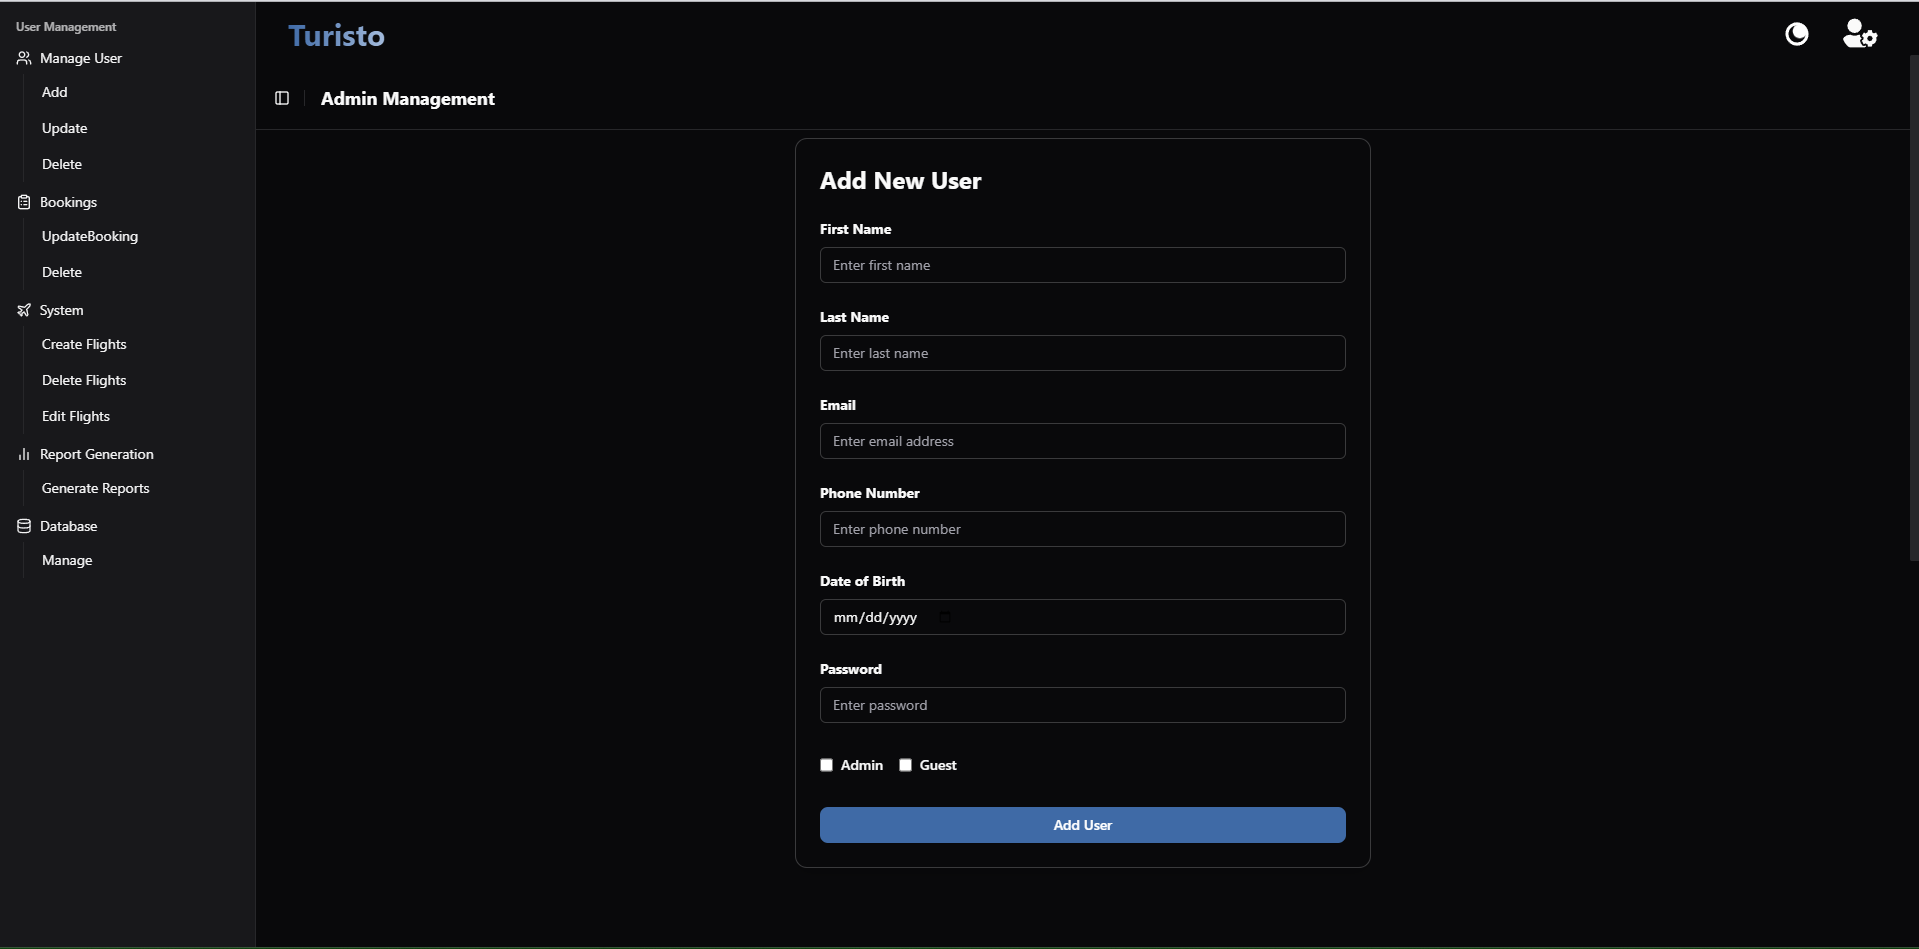 User Management
Manage User
Add
Update
Delete
Bookings
UpdateBooking
Delete
System
Create Flights
Delete Flights
Edit Flights
Report Generation
Generate Reports
Database
Manage
Turisto
Admin Management
Add New User
First Name
Enter first name
Last Name
Enter last name
Email
Enter email address
Phone Number
Enter phone number
Date of Birth
mm/dd/yyyy
Password
Enter password
Admin Guest
Add User